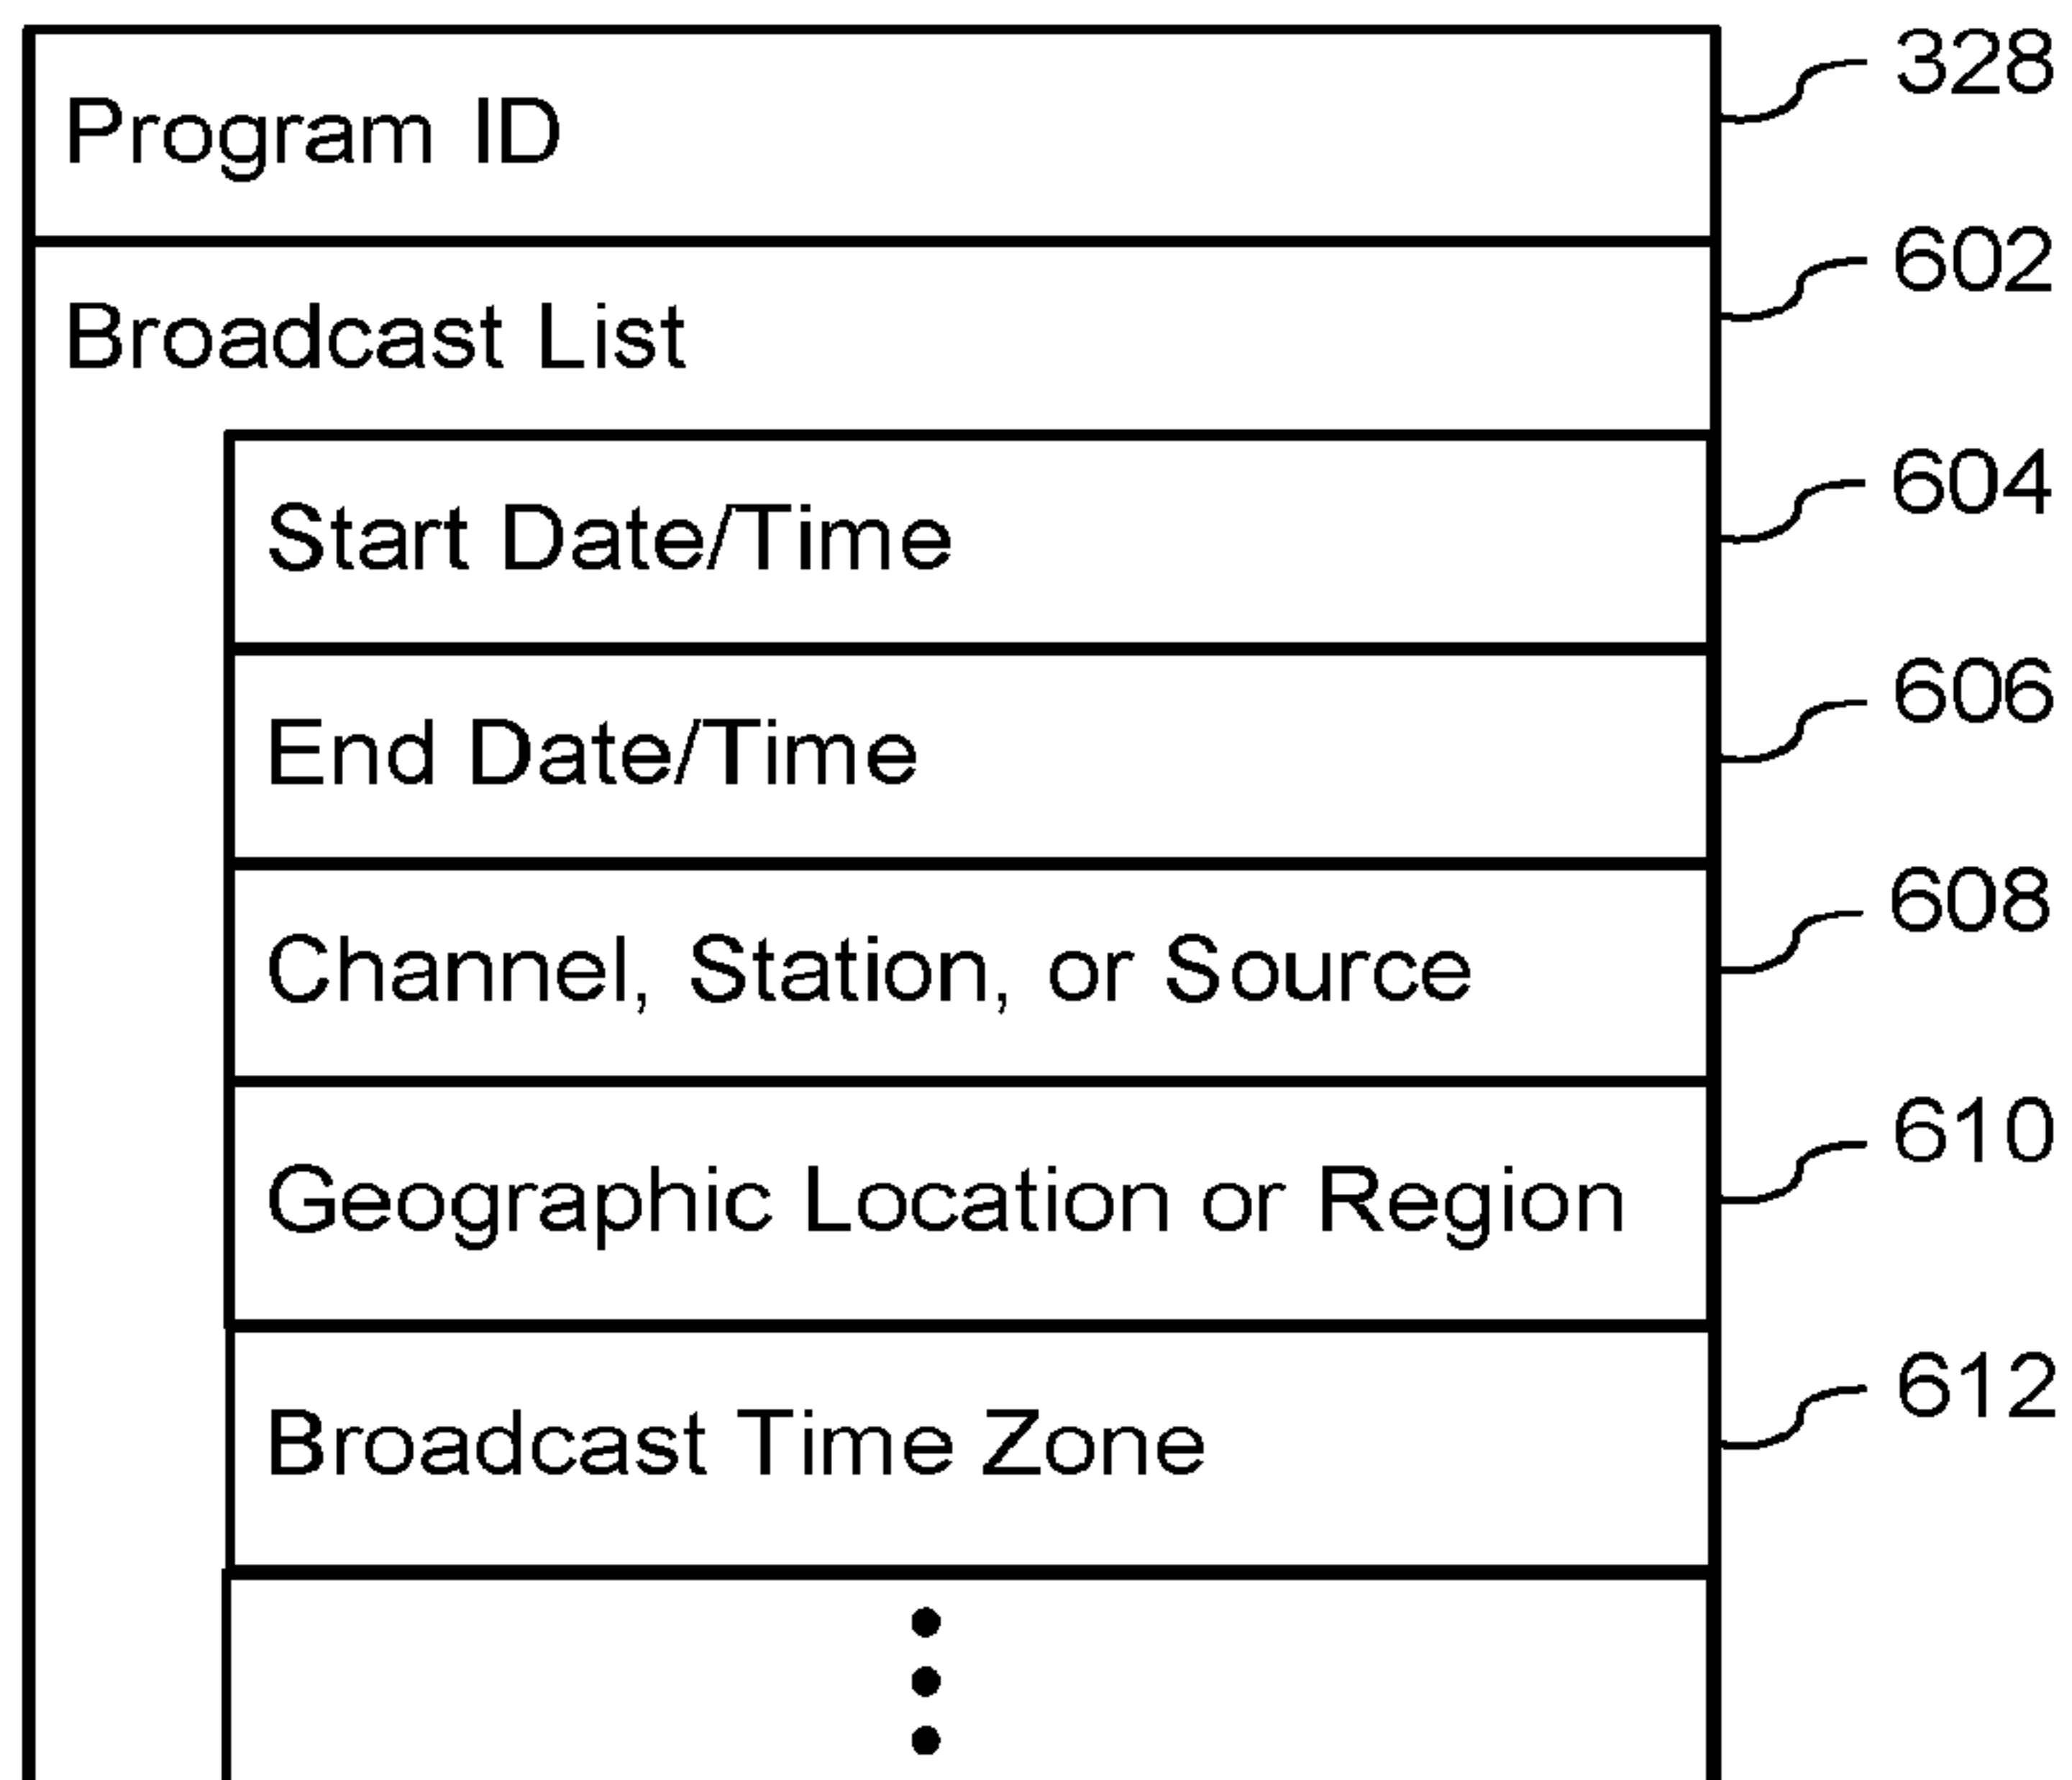 Program ID 328
Broadcast List 602
Start Date/Time 604
End Date/Time 606
Channel, Station, or Source 608
Geographic Location or Region 610
Broadcast Time Zone 612